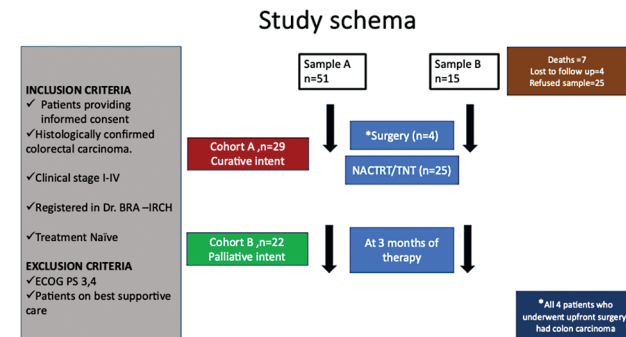 Study schema
Sample A
n=51
Sample B
n=15
Deaths =7
Lost to follow up=4
Refused sample=25
INCLUSION CRITERIA
✓ Patients providing
informed consent
✓Histologically confirmed
colorectal carcinoma.
✓Clinical stage I-IV
✓Registered in Dr. BRA –IRCH
✓Treatment Naïve
EXCLUSION CRITERIA
✓ECOG PS 3,4
✓Patients on best supportive
care
Cohort A ,n=29
Curative intent
*Surgery (n=4)
NACTRT/TNT (n=25)
Cohort B ,n=22
Palliative intent
At 3 months of
therapy
*All 4 patients who
underwent upfront surgery
had colon carcinoma